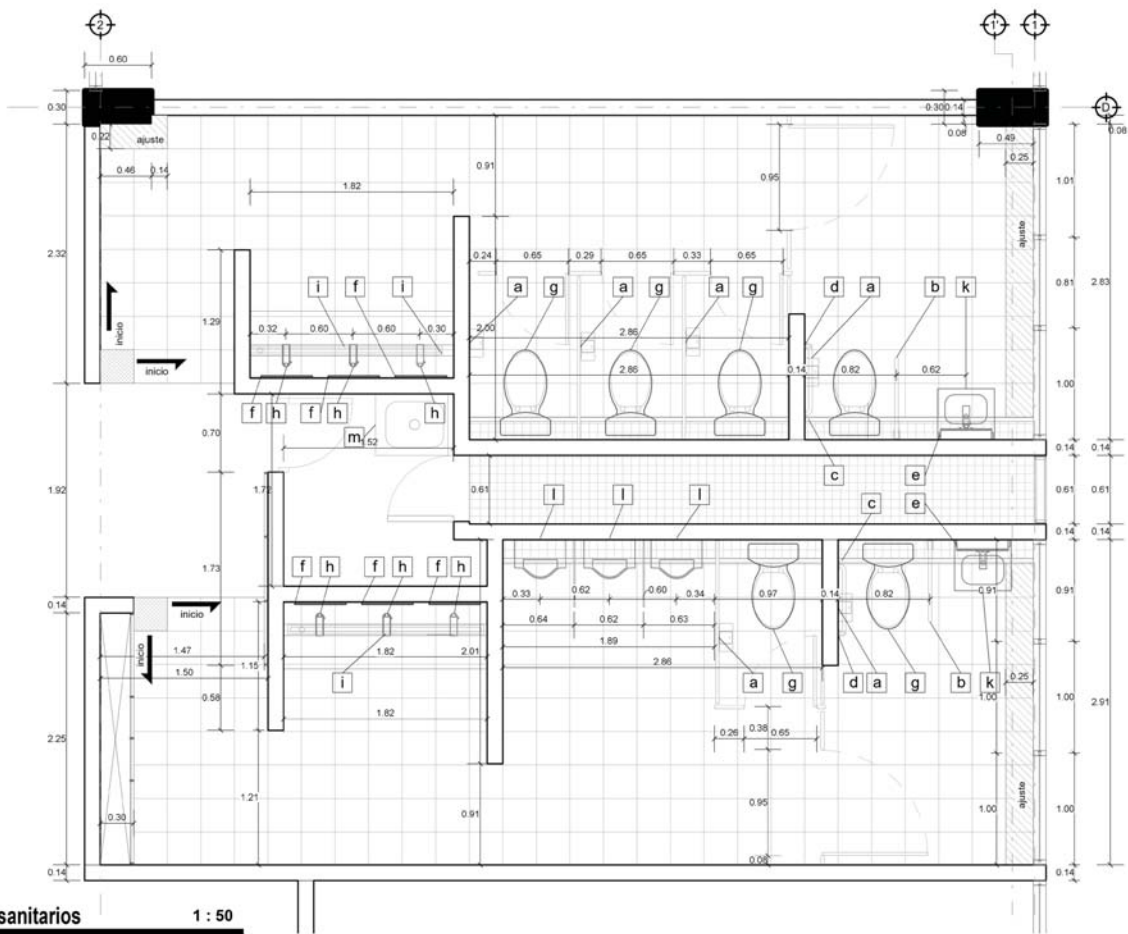 2 1' 1
0.60
0.30 0.30 0.14 D
0.22 ajuste 0.08 0.49 0.08
0.46 0.14 0.91 0.95 0.25
1.82 1.01
2.32 ajuste
0.24 0.65 0.29 0.65 0.33 0.65
i f i a g a g a g d a b k 0.81 2.83
1.29 inicio
0.32 0.60 0.60 0.30 2.00 2.86
inicio 2.86 0.14 0.82 0.62 1.00
f h f h h
0.70 m 1.52
c e 0.14 0.14
1.92 1.72 0.61 l l l 0.61 0.61
c e 0.14 0.14
1.73 f h f h f h
0.14 inicio 0.33 0.62 0.60 0.34 0.97 0.14 0.82 0.91 0.91
0.64 0.62 0.63
inicio 1.47 1.15 1.82 2.01 1.89
1.50 2.86
0.58 i a g d a g b k 0.25 2.91
1.00 1.00
1.82
0.26 0.38 0.65
2.25
1.21 0.91 0.95 ajuste
0.30 1.00 1.00
0.06
0.14 0.14
sanitarios 1 : 50